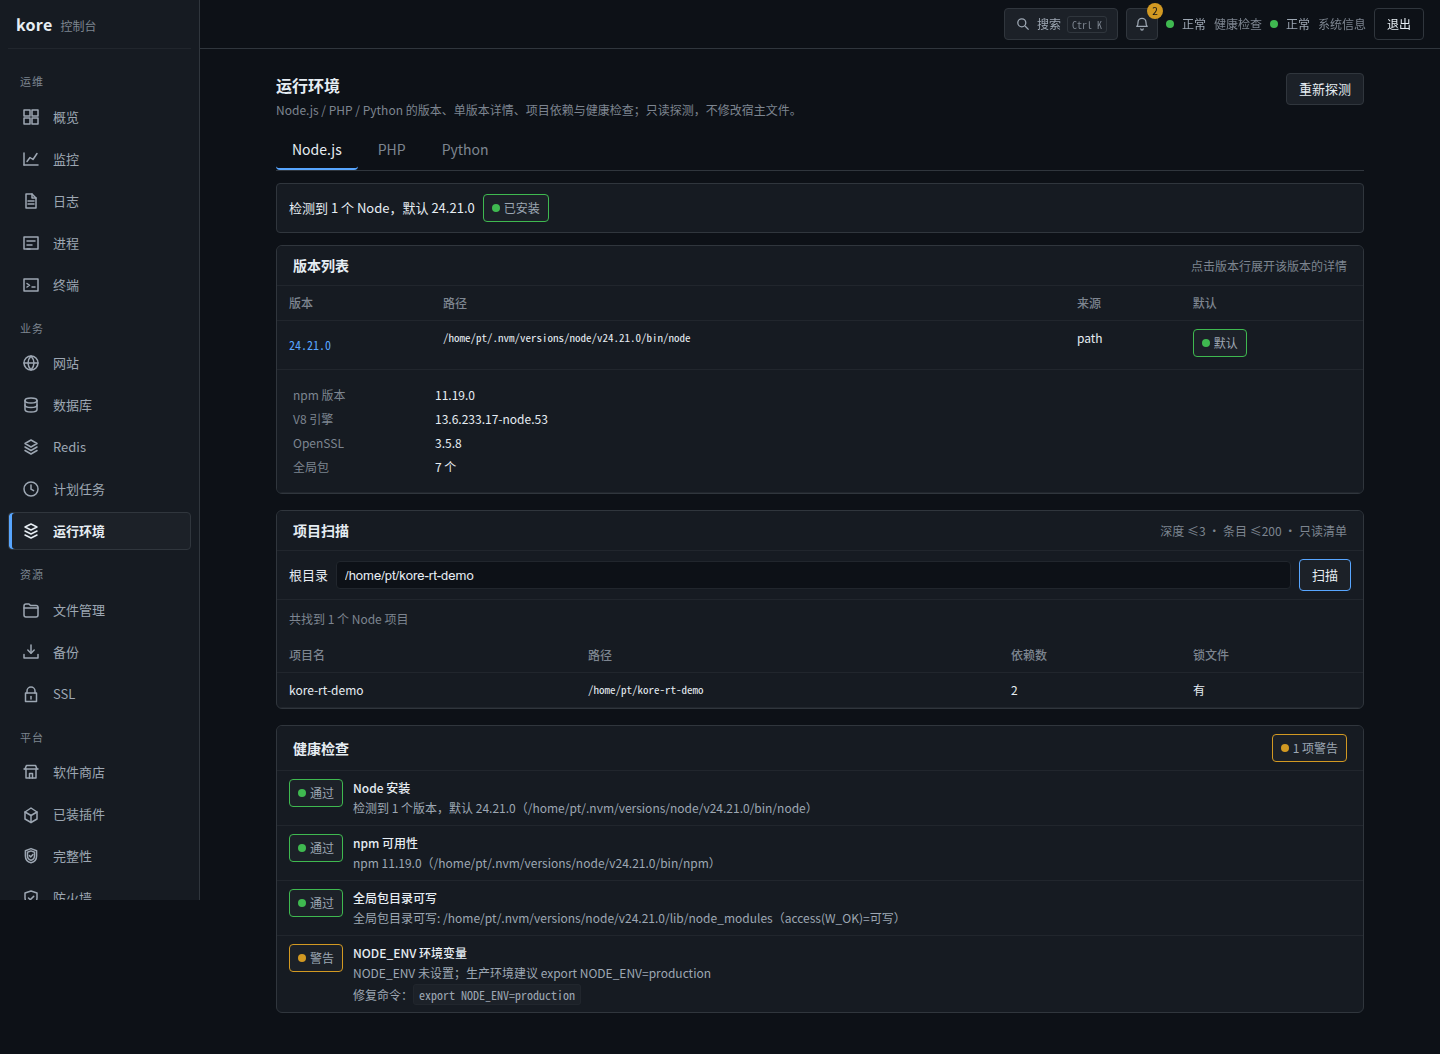 kore 控制台
搜索 Ctrl K
2
正常 健康检查
正常 系统信息
退出
运维
概览
监控
日志
进程
终端
业务
网站
数据库
Redis
计划任务
运行环境
资源
文件管理
备份
SSL
平台
软件商店
已装插件
完整性
防火墙
运行环境
重新探测
Node.js / PHP / Python 的版本、单版本详情、项目依赖与健康检查；只读探测，不修改宿主文件。
Node.js PHP Python
检测到 1 个 Node，默认 24.21.0 已安装
版本列表 点击版本行展开该版本的详情
版本 路径 来源 默认
24.21.0 /home/pt/.nvm/versions/node/v24.21.0/bin/node path 默认
npm 版本 11.19.0
V8 引擎 13.6.233.17-node.53
OpenSSL 3.5.8
全局包 7 个
项目扫描 深度 ≤3 · 条目 ≤200 · 只读清单
根目录 /home/pt/kore-rt-demo 扫描
共找到 1 个 Node 项目
项目名 路径 依赖数 锁文件
kore-rt-demo /home/pt/kore-rt-demo 2 有
健康检查 1 项警告
通过 Node 安装
检测到 1 个版本，默认 24.21.0（/home/pt/.nvm/versions/node/v24.21.0/bin/node）
通过 npm 可用性
npm 11.19.0（/home/pt/.nvm/versions/node/v24.21.0/bin/npm）
通过 全局包目录可写
全局包目录可写: /home/pt/.nvm/versions/node/v24.21.0/lib/node_modules（access(W_OK)=可写）
警告 NODE_ENV 环境变量
NODE_ENV 未设置；生产环境建议 export NODE_ENV=production
修复命令： export NODE_ENV=production